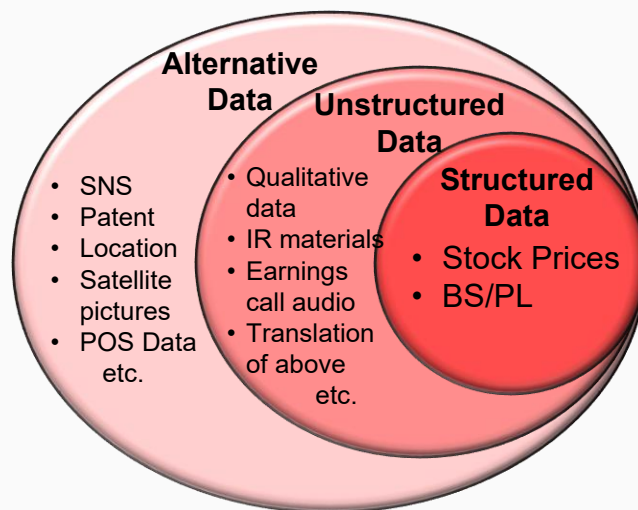 Alternative
Data
• SNS
• Patent
• Location
• Satellite
pictures
• POS Data
etc.
Unstructured
Data
• Qualitative
data
• IR materials
• Earnings
call audio
• Translation
of above
etc.
Structured
Data
• Stock Prices
• BS/PL